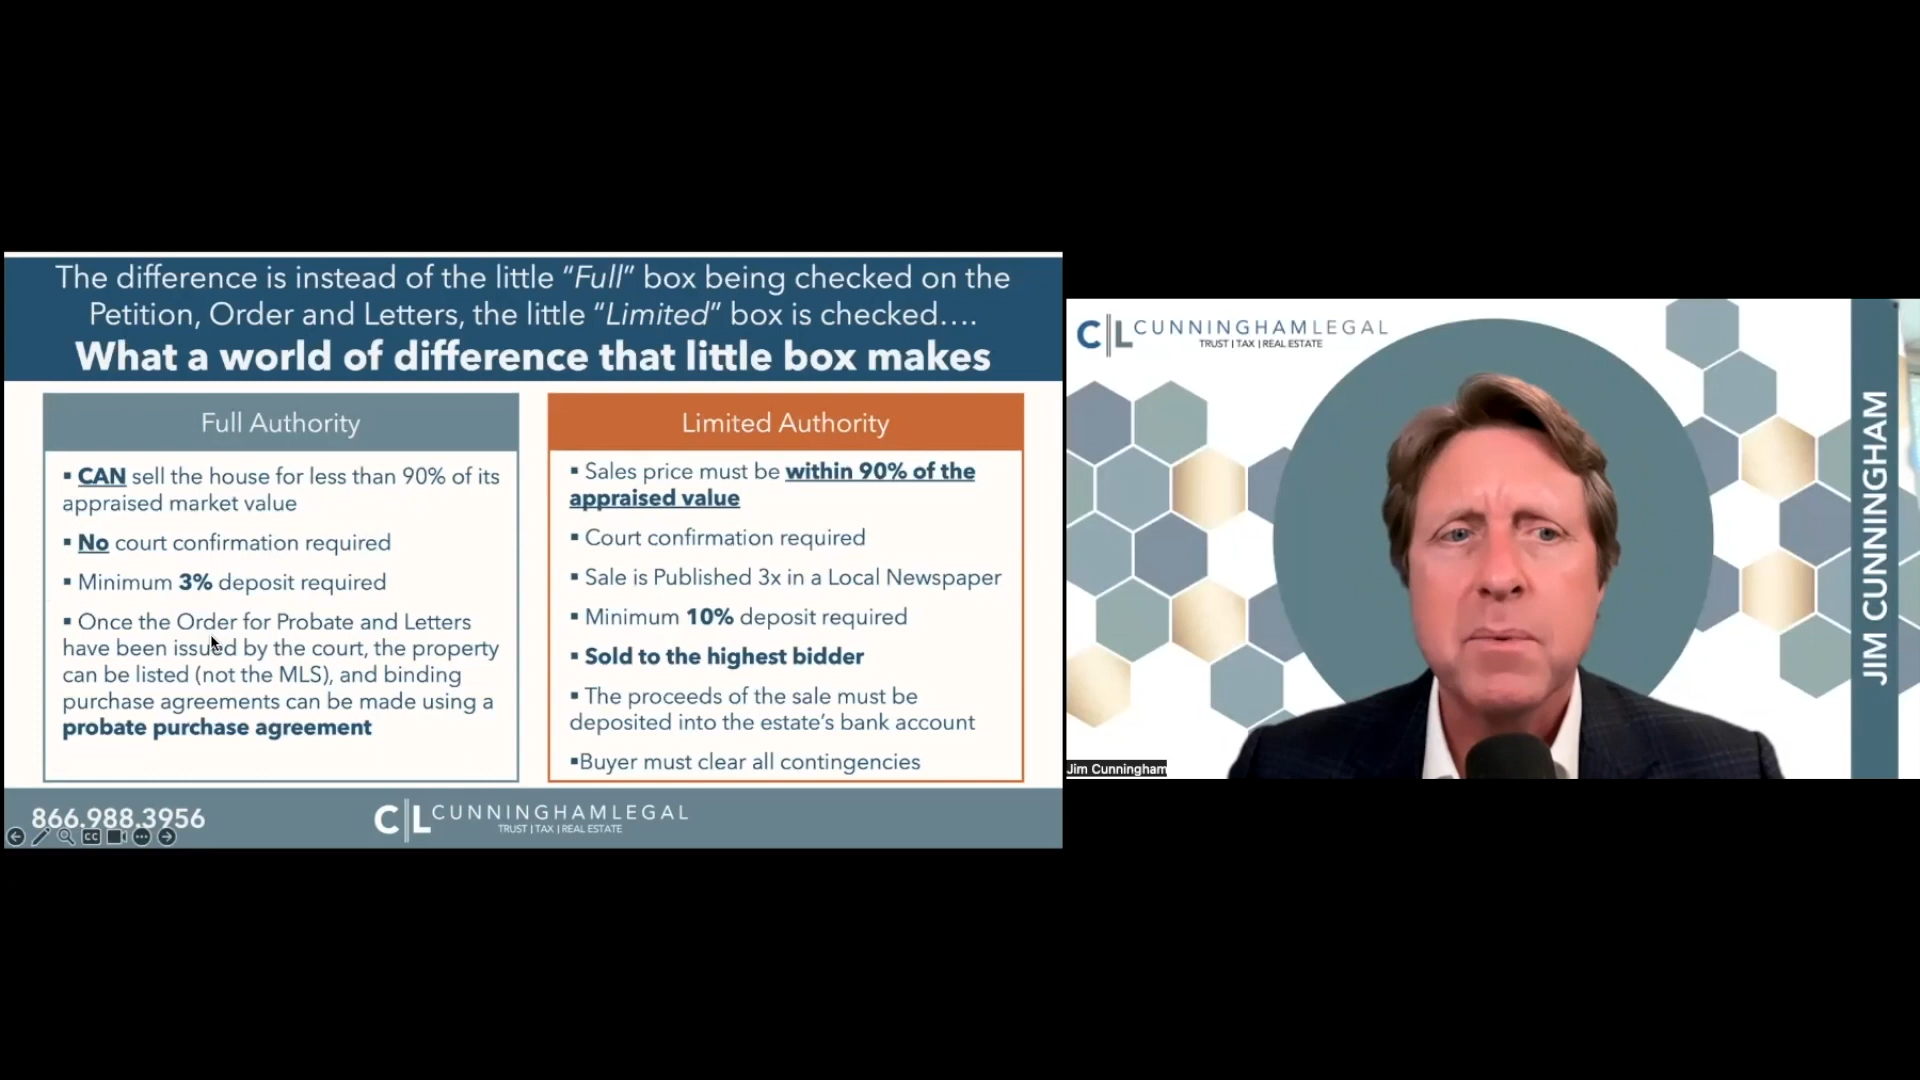 The difference is instead of the little “Full” box being checked on the
Petition, Order and Letters, the little “Limited” box is checked....
What a world of difference that little box makes
Full Authority
▪ CAN sell the house for less than 90% of its
appraised market value
▪ No court confirmation required
▪ Minimum 3% deposit required
▪ Once the Order for Probate and Letters
have been issued by the court, the property
can be listed (not the MLS), and binding
purchase agreements can be made using a
probate purchase agreement
Limited Authority
▪ Sales price must be within 90% of the
appraised value
▪ Court confirmation required
▪ Sale is Published 3x in a Local Newspaper
▪ Minimum 10% deposit required
▪ Sold to the highest bidder
▪ The proceeds of the sale must be
deposited into the estate’s bank account
▪Buyer must clear all contingencies
866.988.3956
CC
C|L CUNNINGHAMLEGAL
TRUST | TAX | REAL ESTATE
C|L CUNNINGHAMLEGAL
TRUST | TAX | REAL ESTATE
JIM CUNNINGHAM
Jim Cunningham